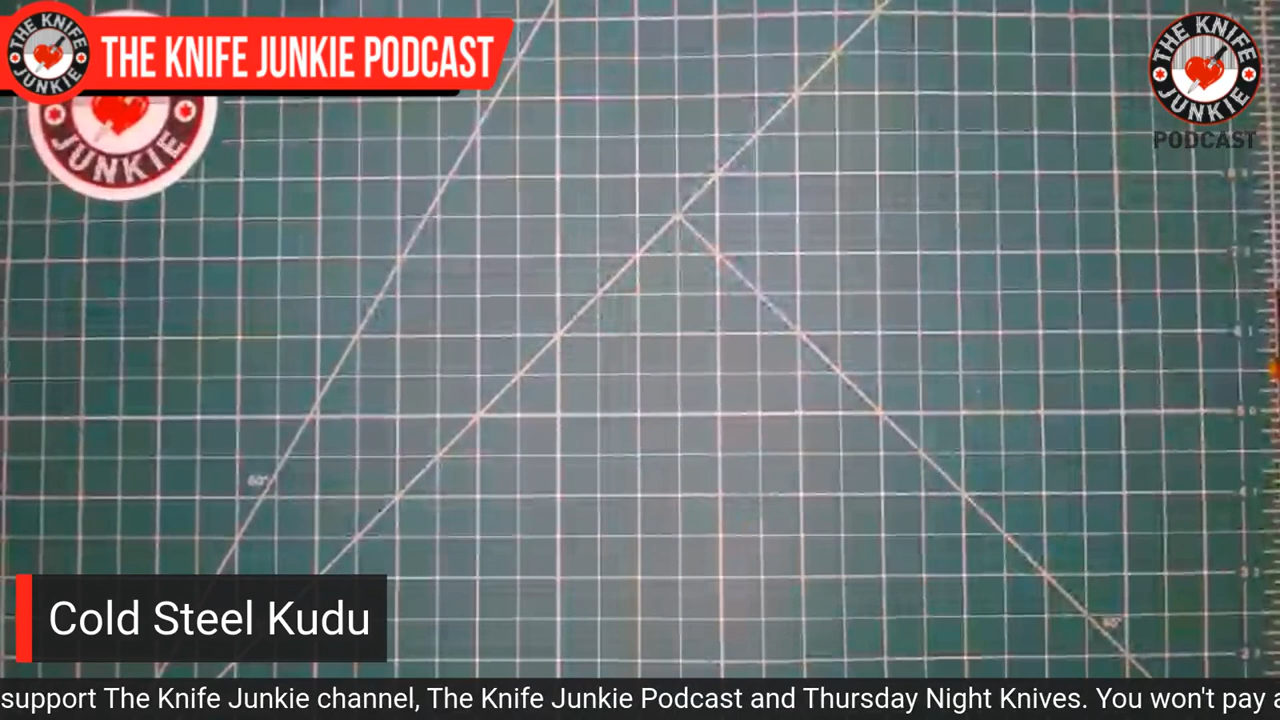 THE KNIFE JUNKIE
THE KNIFE JUNKIE PODCAST
THE KNIFE
JUNKIE
PODCAST
JUNKIE
60°
Cold Steel Kudu
support The Knife Junkie channel, The Knife Junkie Podcast and Thursday Night Knives. You won't pay a